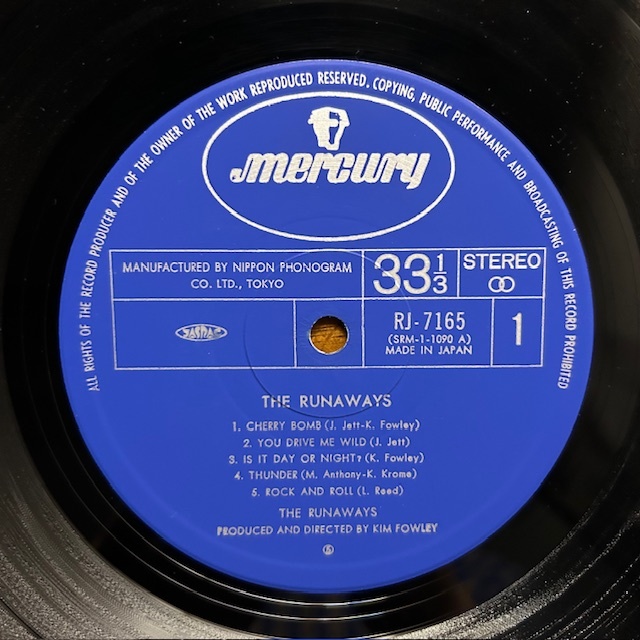 ALL RIGHTS OF THE RECORD PRODUCER AND OF THE OWNER OF THE WORK REPRODUCED RESERVED. COPYING, PUBLIC PERFORMANCE AND BROADCASTING OF THIS RECORD PROHIBITED
mercury
MANUFACTURED BY NIPPON PHONOGRAM
CO. LTD., TOKYO
33 1/3
STEREO
JASRAC
RJ-7165
(SRM-1-1090 A)
MADE IN JAPAN
1
THE RUNAWAYS
1. CHERRY BOMB (J. Jett-K. Fowley)
2. YOU DRIVE ME WILD (J. Jett)
3. IS IT DAY OR NIGHT? (K. Fowley)
4. THUNDER (M. Anthony-K. Krome)
5. ROCK AND ROLL (L. Reed)
THE RUNAWAYS
PRODUCED AND DIRECTED BY KIM FOWLEY